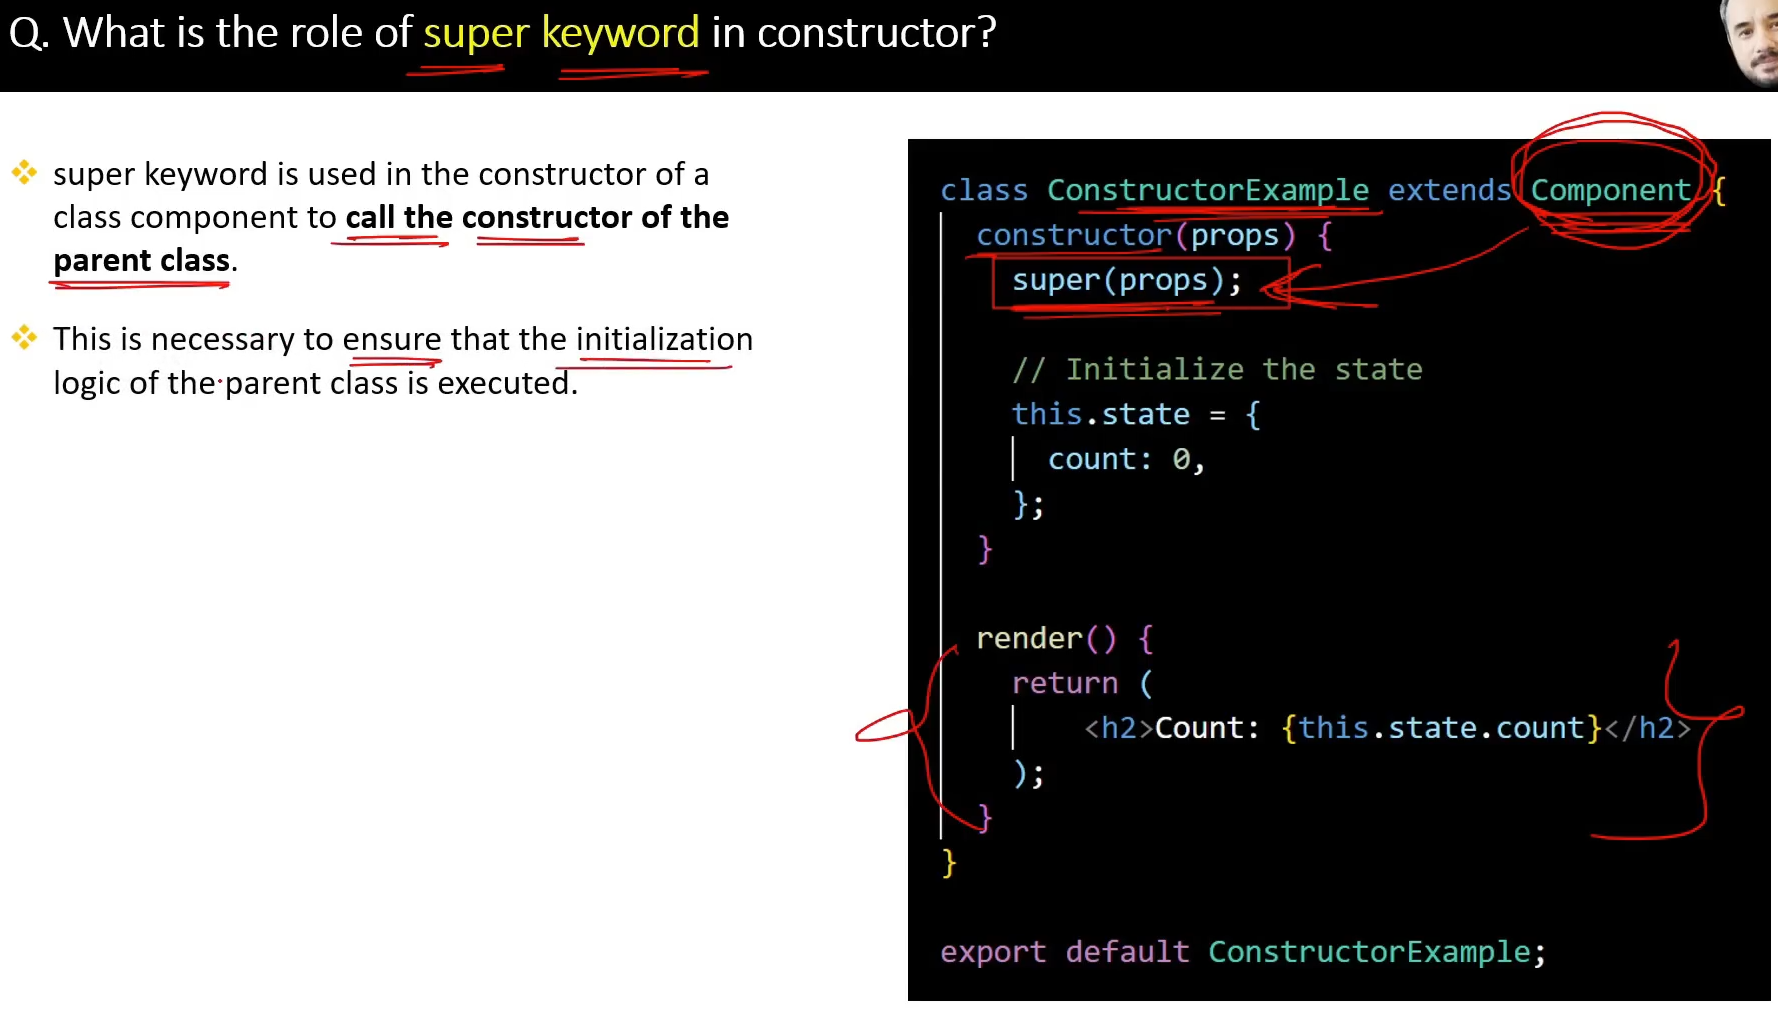 Q. What is the role of super keyword in constructor?
super keyword is used in the constructor of a
class component to call the constructor of the
parent class.
This is necessary to ensure that the initialization
logic of the parent class is executed.
class ConstructorExample extends Component {
constructor(props) {
super(props);
// Initialize the state
this.state = {
count: 0,
};
}
render() {
return (
<h2>Count: {this.state.count}</h2>
);
}
}
export default ConstructorExample;